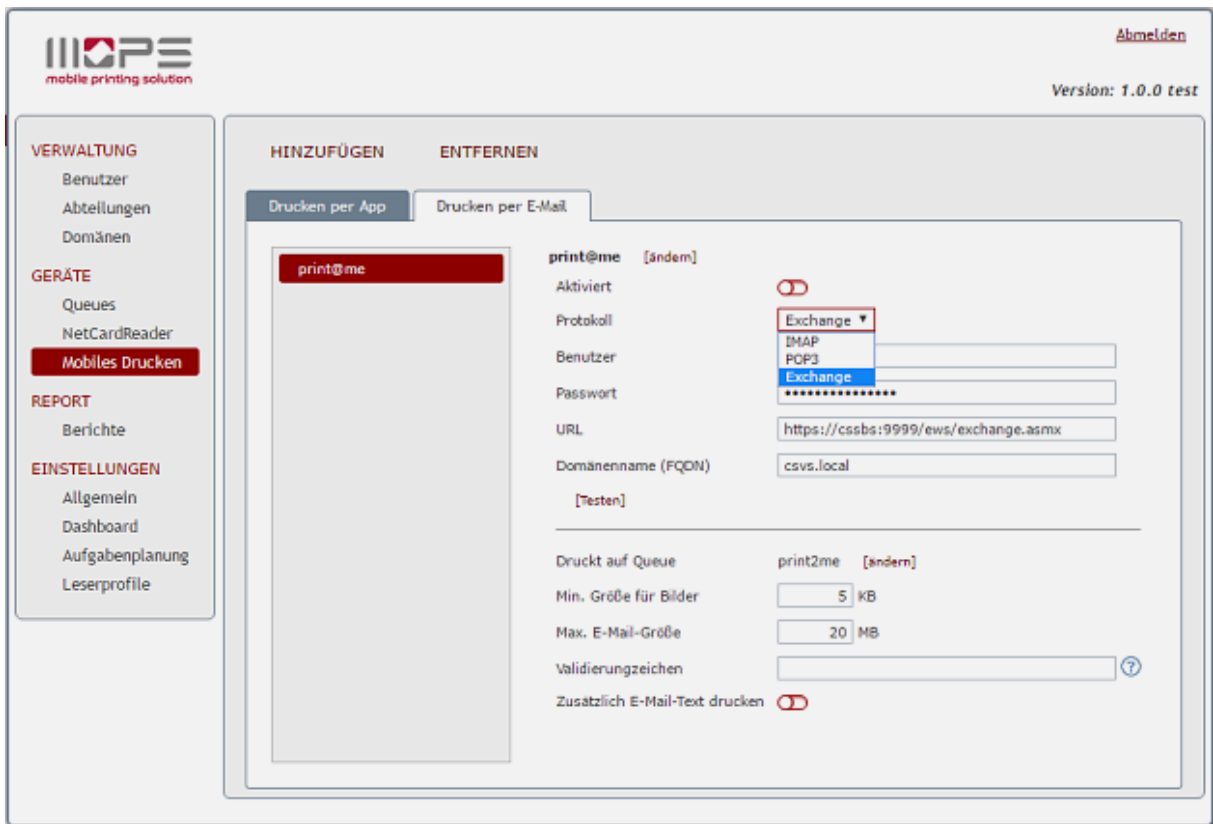 Abmelden
MOPS
mobile printing solution
Version: 1.0.0 test
VERWALTUNG
Benutzer
Abteilungen
Domänen
GERÄTE
Queues
NetCardReader
Mobiles Drucken
REPORT
Berichte
EINSTELLUNGEN
Allgemein
Dashboard
Aufgabenplanung
Leserprofile
HINZUFÜGEN ENTFERNEN
Drucken per App Drucken per E-Mail
print@me
print@me [ändern]
Aktiviert
Protokoll Exchange
IMAP
POP3
Exchange
Benutzer
Passwort •••••••••••••••
URL https://cssbs:9999/ews/exchange.asmx
Domänenname (FQDN) csvs.local
[Testen]
Druckt auf Queue print2me [ändern]
Min. Größe für Bilder 5 KB
Max. E-Mail-Größe 20 MB
Validierungzeichen ?
Zusätzlich E-Mail-Text drucken